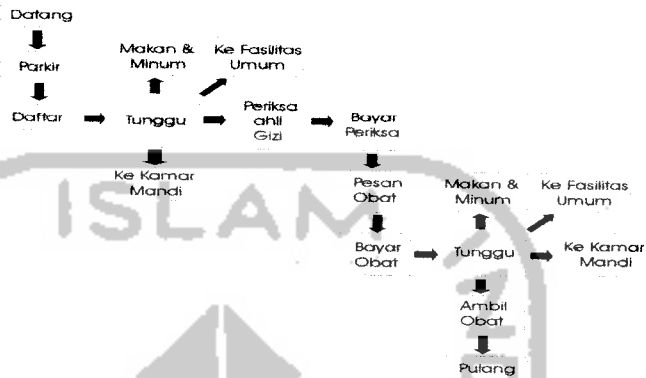 Datang
Parkir
Daftar
Makan &
Minum
Ke Fasilitas
Umum
Tunggu
Ke Kamar
Mandi
Periksa
ahli
Gizi
Bayar
Periksa
Pesan
Obat
Bayar
Obat
Makan &
Minum
Ke Fasilitas
Umum
Tunggu
Ke Kamar
Mandi
Ambil
Obat
Pulang
ISLAM